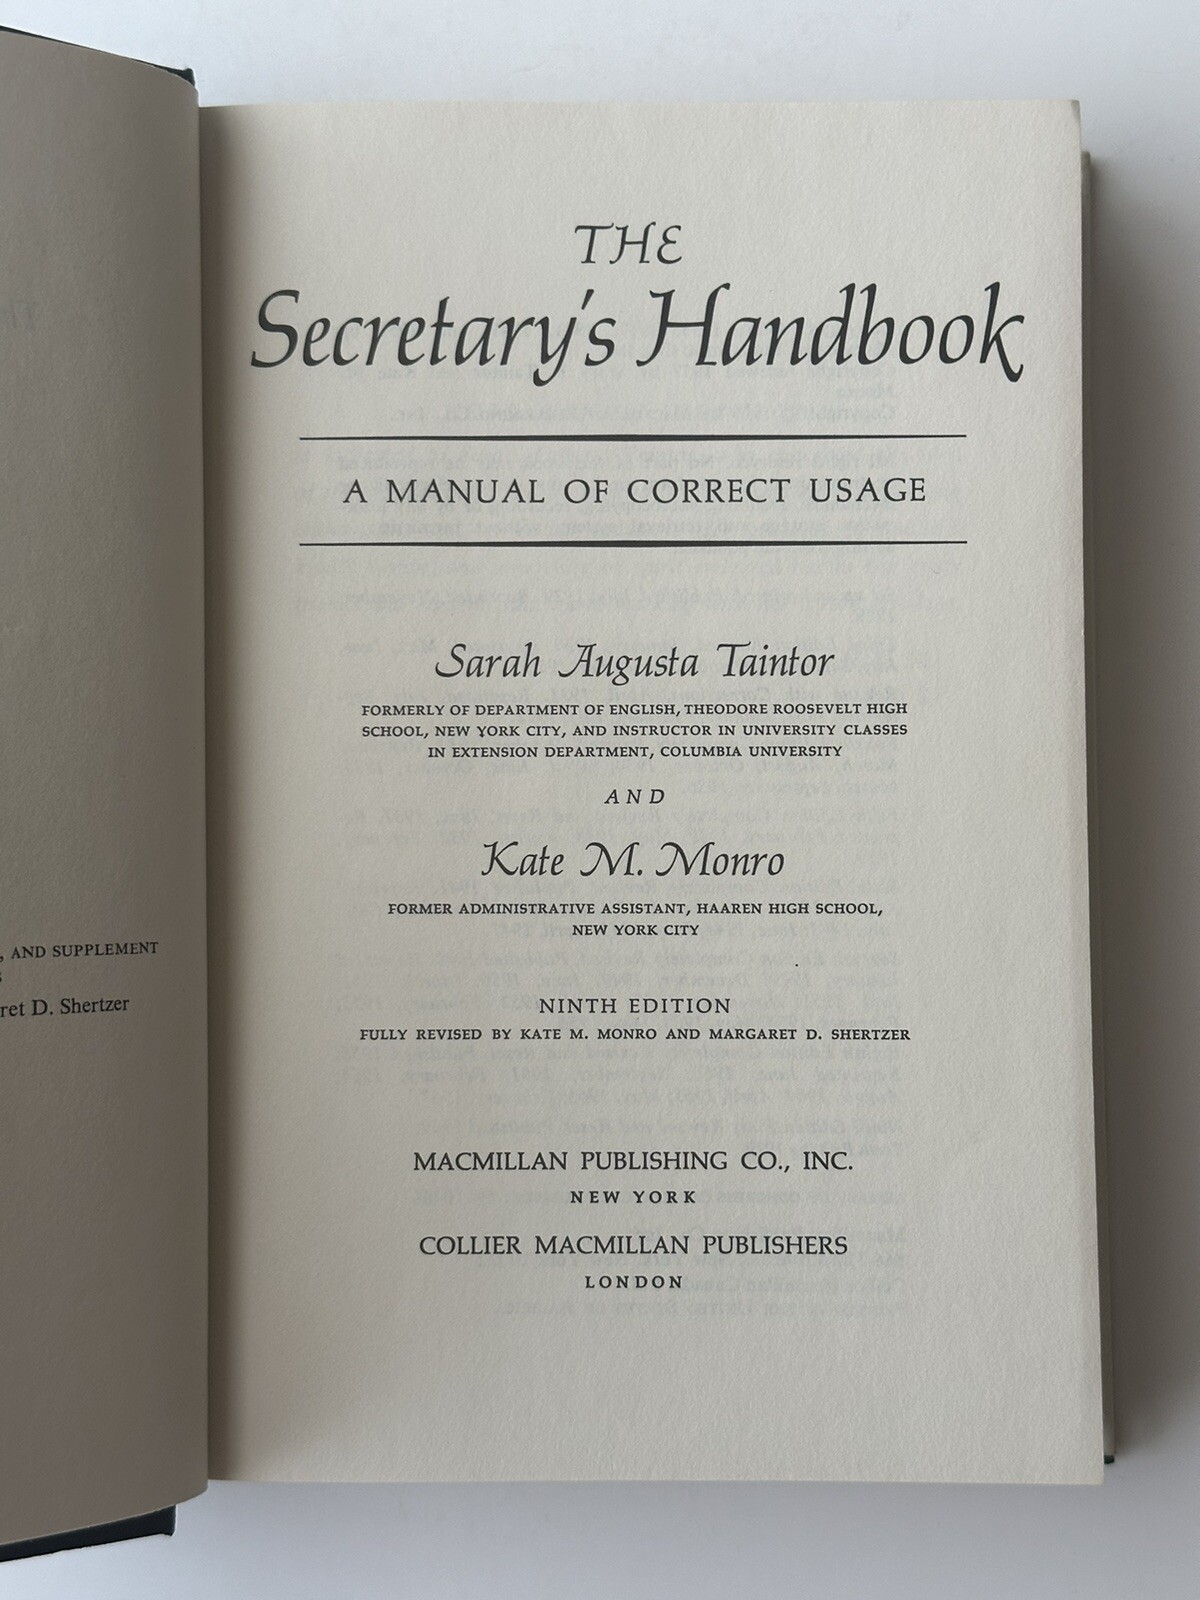 , AND SUPPLEMENT
ret D. Shertzer
THE
Secretary's Handbook
A MANUAL OF CORRECT USAGE
Sarah Augusta Taintor
FORMERLY OF DEPARTMENT OF ENGLISH, THEODORE ROOSEVELT HIGH
SCHOOL, NEW YORK CITY, AND INSTRUCTOR IN UNIVERSITY CLASSES
IN EXTENSION DEPARTMENT, COLUMBIA UNIVERSITY
AND
Kate M. Monro
FORMER ADMINISTRATIVE ASSISTANT, HAAREN HIGH SCHOOL,
NEW YORK CITY
NINTH EDITION
FULLY REVISED BY KATE M. MONRO AND MARGARET D. SHERTZER
MACMILLAN PUBLISHING CO., INC.
NEW YORK
COLLIER MACMILLAN PUBLISHERS
LONDON